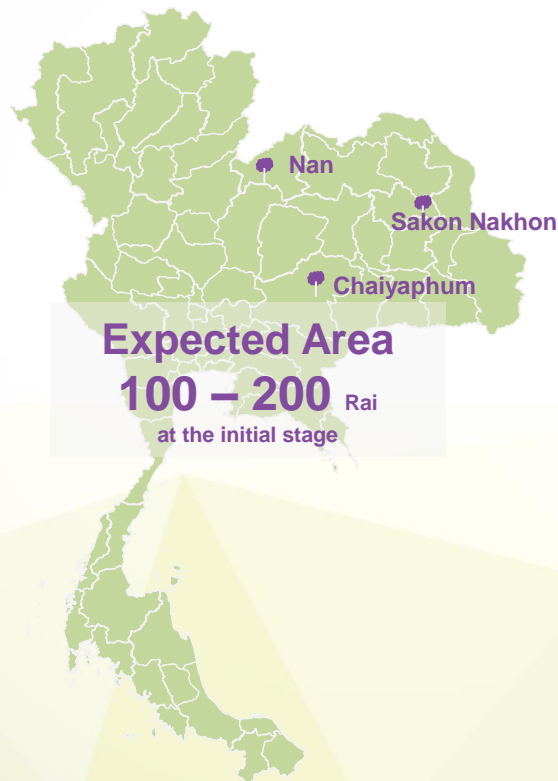 Nan
Sakon Nakhon
Chaiyaphum
Expected Area
100 – 200 Rai
at the initial stage